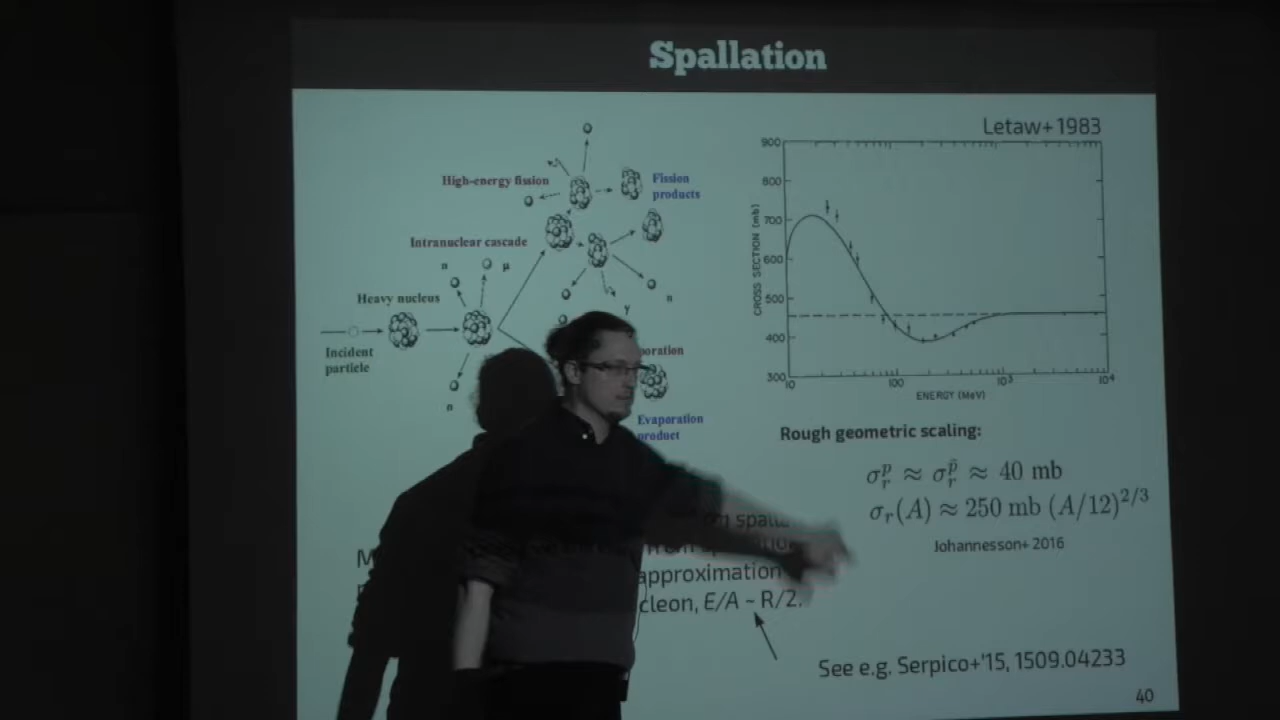 Spallation
Letaw+ 1983
High-energy fission
Fission
products
Intranuclear cascade
n
μ
Heavy nucleus
n
γ
Incident
particle
n
Evaporation
product
900
800
700
600
500
400
300
CROSS SECTION (mb)
10
100
10³
10⁴
ENERGY (MeV)
Rough geometric scaling:
σ_r^p ≈ σ_r^p̄ ≈ 40 mb
σ_r(A) ≈ 250 mb (A/12)^{2/3}
Johannesson+ 2016
from
approximation
E/A ~ R/2.
See e.g. Serpico+'15, 1509.04233
40